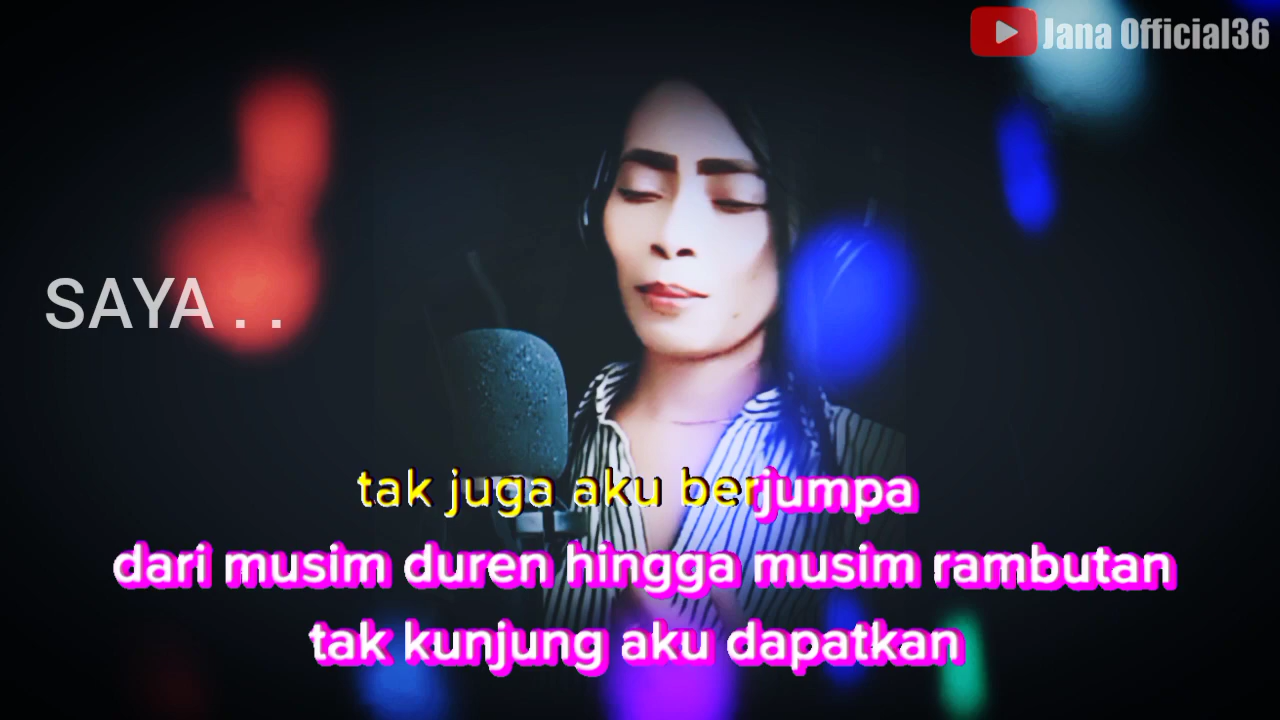 Jana Official36
SAYA . .
tak juga aku berjumpa
dari musim duren hingga musim rambutan
tak kunjung aku dapatkan